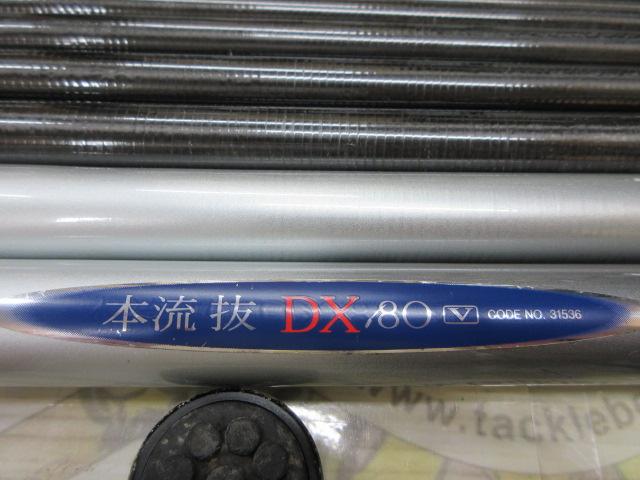 本流 抜 DX/80 V CODE NO. 31536
www.tackleb